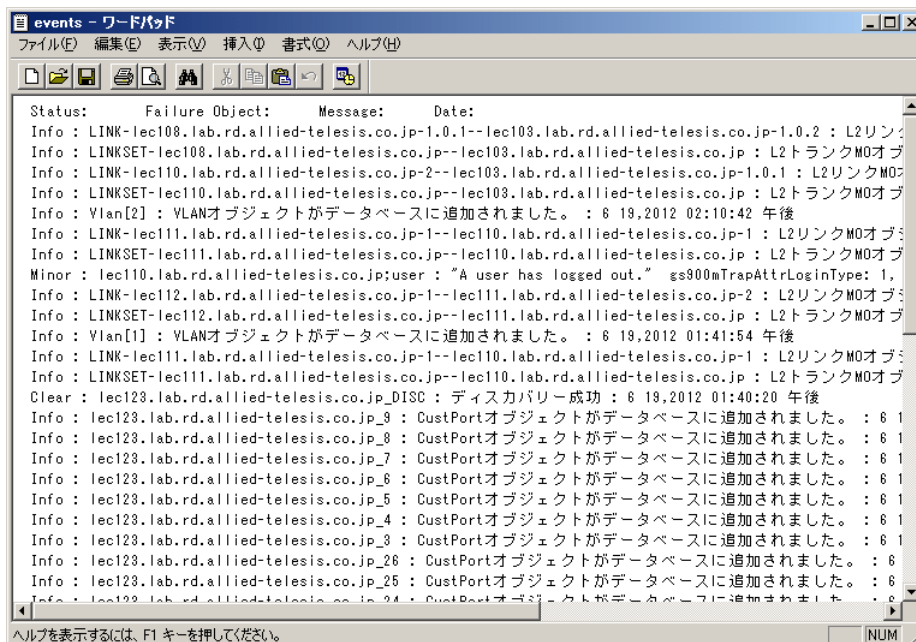 events - ワードパッド
ファイル(F) 編集(E) 表示(V) 挿入(I) 書式(O) ヘルプ(H)
Status: Failure Object: Message: Date:
Info : LINK-lec108.lab.rd.allied-telesis.co.jp-1.0.1--lec103.lab.rd.allied-telesis.co.jp-1.0.2 : L2リンク
Info : LINKSET-lec108.lab.rd.allied-telesis.co.jp--lec103.lab.rd.allied-telesis.co.jp : L2トランクMOオブ
Info : LINK-lec110.lab.rd.allied-telesis.co.jp-2--lec103.lab.rd.allied-telesis.co.jp-1.0.1 : L2リンクMO
Info : LINKSET-lec110.lab.rd.allied-telesis.co.jp--lec103.lab.rd.allied-telesis.co.jp : L2トランクMOオブ
Info : Vlan[2] : VLANオブジェクトがデータベースに追加されました。 : 6 19,2012 02:10:42 午後
Info : LINK-lec111.lab.rd.allied-telesis.co.jp-1--lec110.lab.rd.allied-telesis.co.jp-1 : L2リンクMOオブ
Info : LINKSET-lec111.lab.rd.allied-telesis.co.jp--lec110.lab.rd.allied-telesis.co.jp : L2トランクMOオブ
Minor : lec110.lab.rd.allied-telesis.co.jp;user : "A user has logged out." gs900mTrapAttrLoginType: 1,
Info : LINK-lec112.lab.rd.allied-telesis.co.jp-1--lec111.lab.rd.allied-telesis.co.jp-2 : L2リンクMOオブ
Info : LINKSET-lec112.lab.rd.allied-telesis.co.jp--lec111.lab.rd.allied-telesis.co.jp : L2トランクMOオブ
Info : Vlan[1] : VLANオブジェクトがデータベースに追加されました。 : 6 19,2012 01:41:54 午後
Info : LINK-lec111.lab.rd.allied-telesis.co.jp-1--lec110.lab.rd.allied-telesis.co.jp-1 : L2リンクMOオブ
Info : LINKSET-lec111.lab.rd.allied-telesis.co.jp--lec110.lab.rd.allied-telesis.co.jp : L2トランクMOオブ
Clear : lec123.lab.rd.allied-telesis.co.jp_DISC : ディスカバリー成功 : 6 19,2012 01:40:20 午後
Info : lec123.lab.rd.allied-telesis.co.jp_9 : CustPortオブジェクトがデータベースに追加されました。 : 6 1
Info : lec123.lab.rd.allied-telesis.co.jp_8 : CustPortオブジェクトがデータベースに追加されました。 : 6 1
Info : lec123.lab.rd.allied-telesis.co.jp_7 : CustPortオブジェクトがデータベースに追加されました。 : 6 1
Info : lec123.lab.rd.allied-telesis.co.jp_6 : CustPortオブジェクトがデータベースに追加されました。 : 6 1
Info : lec123.lab.rd.allied-telesis.co.jp_5 : CustPortオブジェクトがデータベースに追加されました。 : 6 1
Info : lec123.lab.rd.allied-telesis.co.jp_4 : CustPortオブジェクトがデータベースに追加されました。 : 6 1
Info : lec123.lab.rd.allied-telesis.co.jp_3 : CustPortオブジェクトがデータベースに追加されました。 : 6 1
Info : lec123.lab.rd.allied-telesis.co.jp_26 : CustPortオブジェクトがデータベースに追加されました。 : 6
Info : lec123.lab.rd.allied-telesis.co.jp_25 : CustPortオブジェクトがデータベースに追加されました。 : 6
Info : lec123.lab.rd.allied-telesis.co.jp_24 : CustPortオブジェクトがデータベースに追加されました。 : 6
ヘルプを表示するには、F1 キーを押してください。 NUM